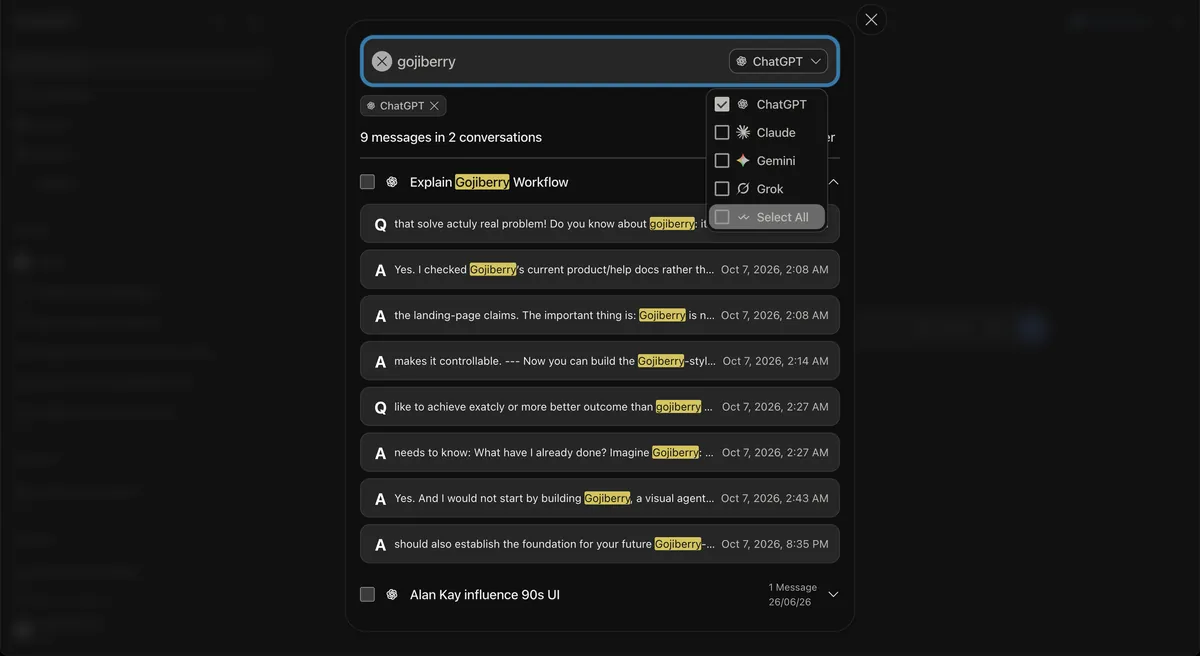 gojiberry
ChatGPT
ChatGPT
9 messages in 2 conversations
er
ChatGPT
Claude
Gemini
Grok
Select All
Explain Gojiberry Workflow
Q that solve actuly real problem! Do you know about gojiberry: it
A Yes. I checked Gojiberry's current product/help docs rather th... Oct 7, 2026, 2:08 AM
A the landing-page claims. The important thing is: Gojiberry is n... Oct 7, 2026, 2:08 AM
A makes it controllable. --- Now you can build the Gojiberry-styl... Oct 7, 2026, 2:14 AM
Q like to achieve exatcly or more better outcome than gojiberry ... Oct 7, 2026, 2:27 AM
A needs to know: What have I already done? Imagine Gojiberry: ... Oct 7, 2026, 2:27 AM
A Yes. And I would not start by building Gojiberry, a visual agent... Oct 7, 2026, 2:43 AM
A should also establish the foundation for your future Gojiberry-... Oct 7, 2026, 8:35 PM
Alan Kay influence 90s UI
1 Message
26/06/26